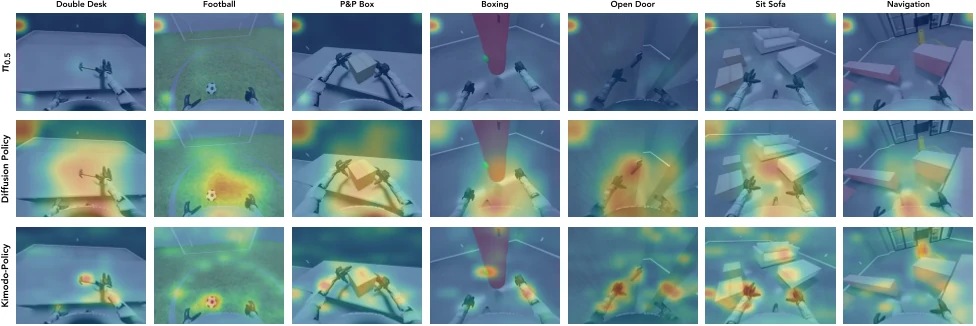 Double Desk Football P&P Box Boxing Open Door Sit Sofa Navigation
π0.5
Diffusion Policy
Kimodo-Policy